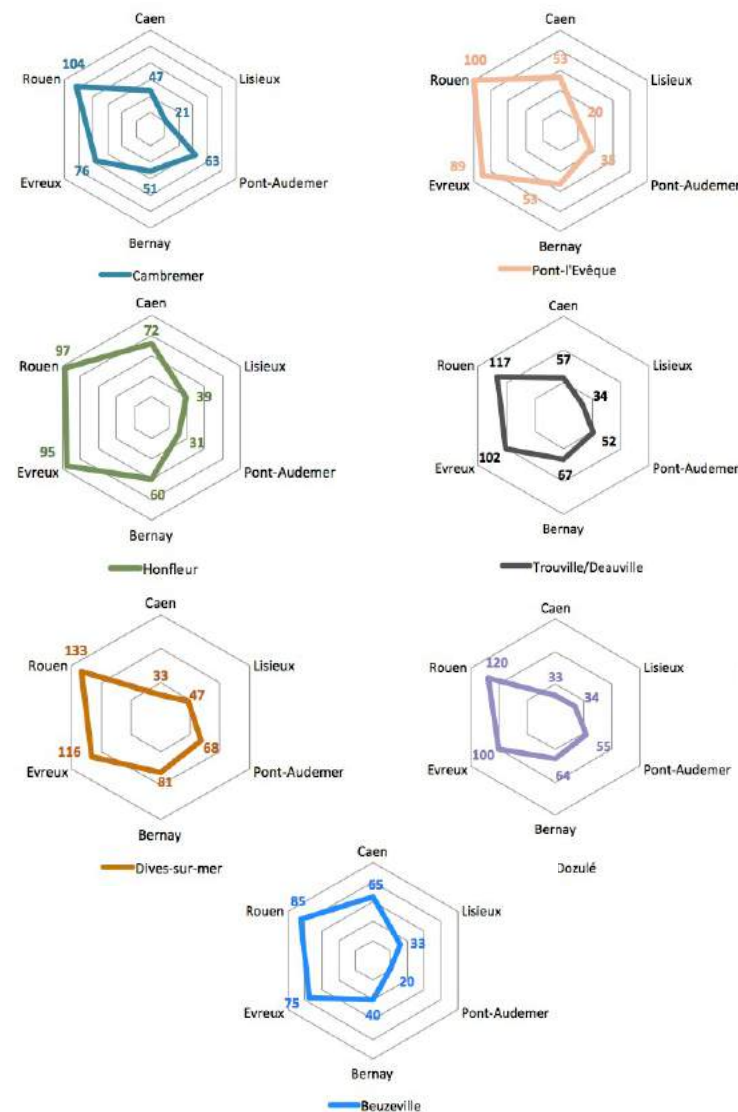 Caen
104
Rouen
47
Lisieux
21
63
76
Evreux
51
Pont-Audemer
Bernay
Cambremer
Caen
100
53
Rouen
Lisieux
20
38
89
Evreux
53
Pont-Audemer
Bernay
Pont-l'Evêque
Caen
97
72
Rouen
Lisieux
39
31
95
Evreux
60
Pont-Audemer
Bernay
Honfleur
Caen
117
57
Rouen
Lisieux
34
52
102
Evreux
67
Pont-Audemer
Bernay
Trouville/Deauville
Caen
133
Rouen
33
Lisieux
47
68
116
Evreux
81
Pont-Audemer
Bernay
Dives-sur-mer
Caen
120
Rouen
33
Lisieux
34
55
100
Evreux
64
Pont-Audemer
Bernay
Dozulé
Caen
85
65
Rouen
Lisieux
33
20
75
Evreux
40
Pont-Audemer
Bernay
Beuzeville